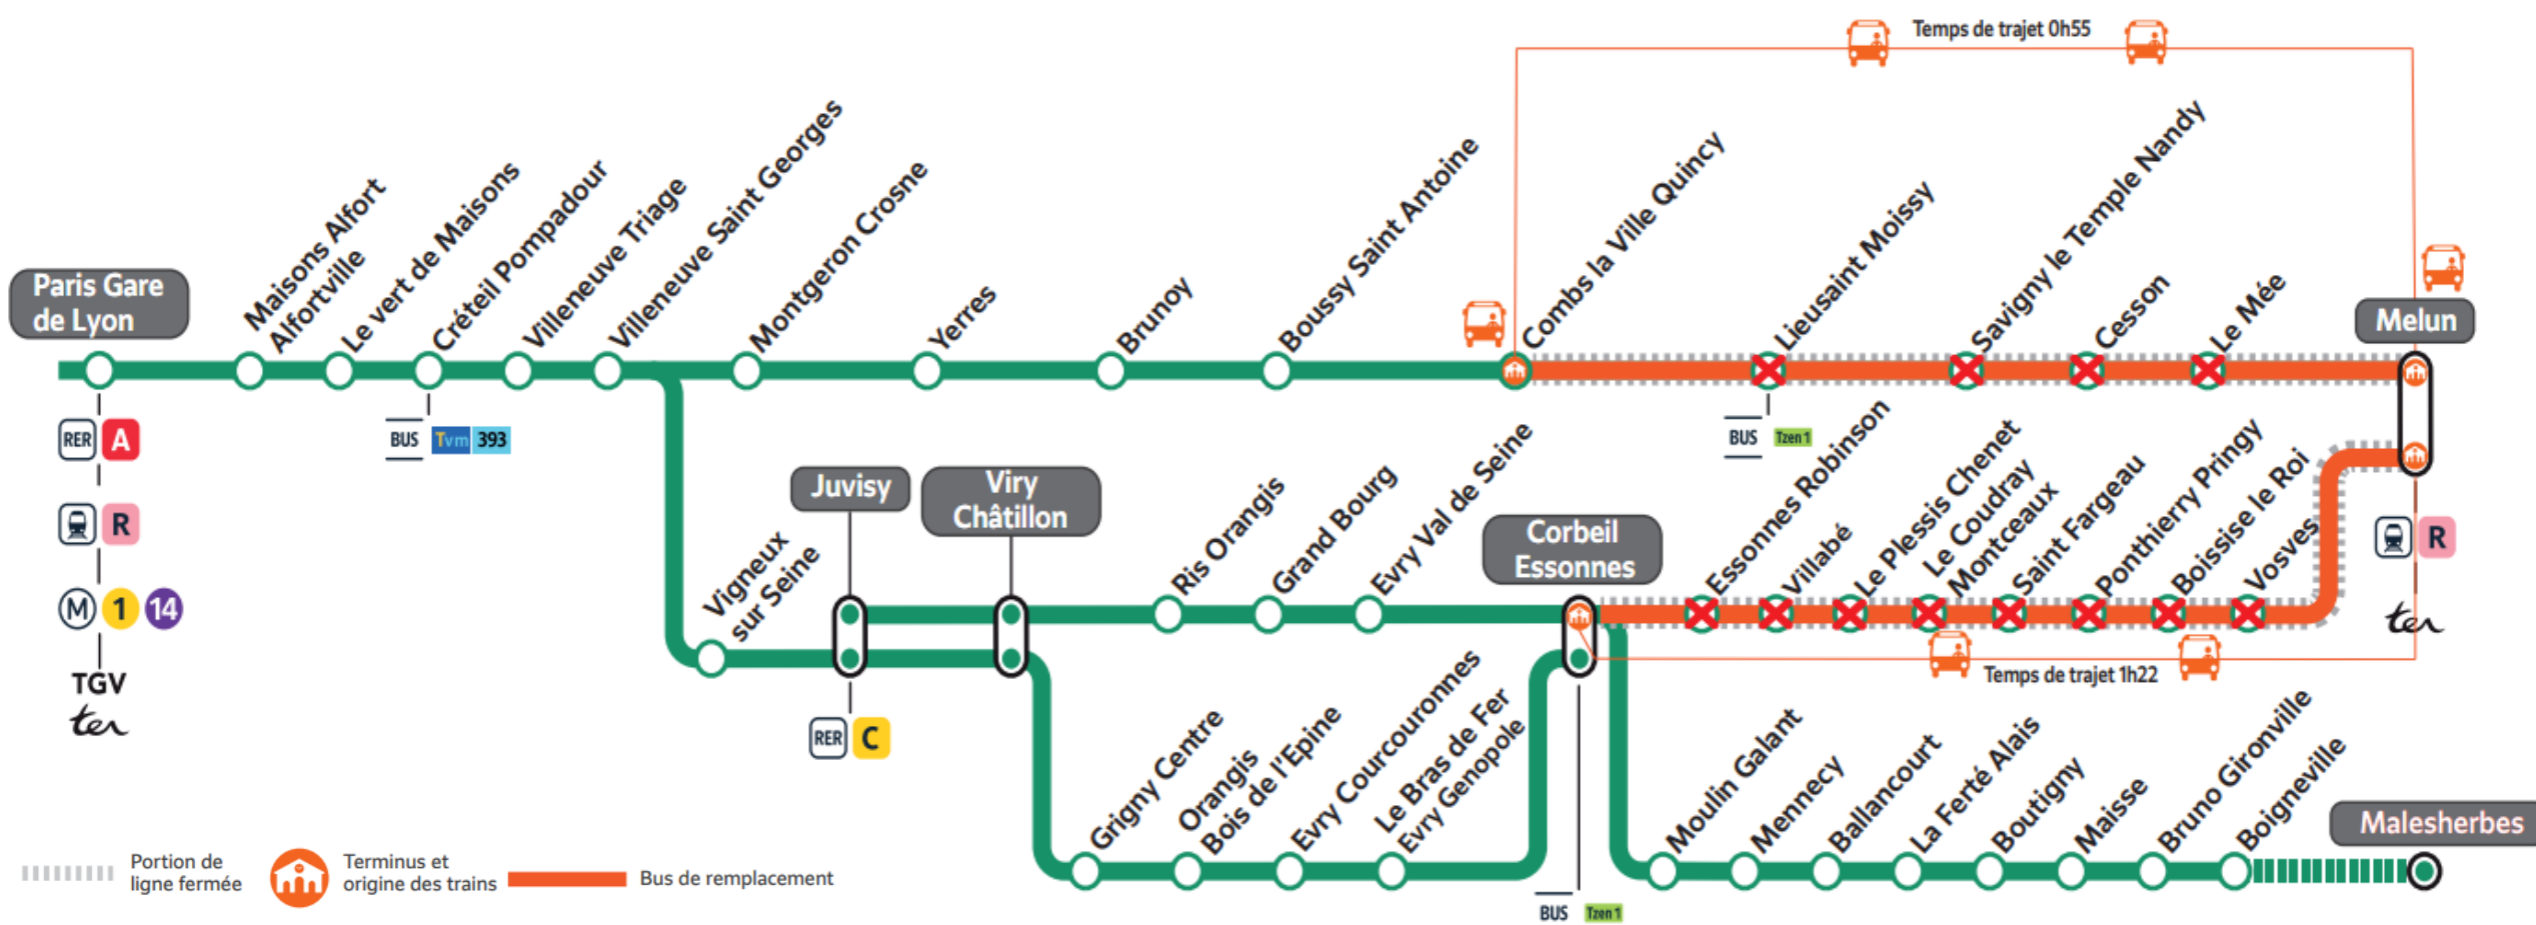 Temps de trajet 0h55
Paris Gare
de Lyon
Maisons Alfort
Alfortville
Le vert de Maisons
Créteil Pompadour
Villeneuve Triage
Villeneuve Saint Georges
Montgeron Crosne
Yerres
Brunoy
Boussy Saint Antoine
Combs la Ville Quincy
Lieusaint Moissy
Savigny le Temple Nandy
Cesson
Le Mée
Melun
RER A
R
M 1 14
TGV
ter
BUS Tvm 393
BUS Tzen 1
R
ter
Vigneux
sur Seine
Juvisy
RER C
Viry
Châtillon
Ris Orangis
Grand Bourg
Evry Val de Seine
Corbeil
Essonnes
Essonnes Robinson
Villabé
Le Plessis Chenet
Le Coudray
Montceaux
Saint Fargeau
Ponthierry Pringy
Boissise le Roi
Vosves
Temps de trajet 1h22
Grigny Centre
Orangis
Bois de l'Epine
Evry Courcouronnes
Le Bras de Fer
Evry Genopole
BUS Tzen 1
Moulin Galant
Mennecy
Ballancourt
La Ferté Alais
Boutigny
Maisse
Bruno Gironville
Boigneville
Malesherbes
Portion de
ligne fermée
Terminus et
origine des trains
Bus de remplacement